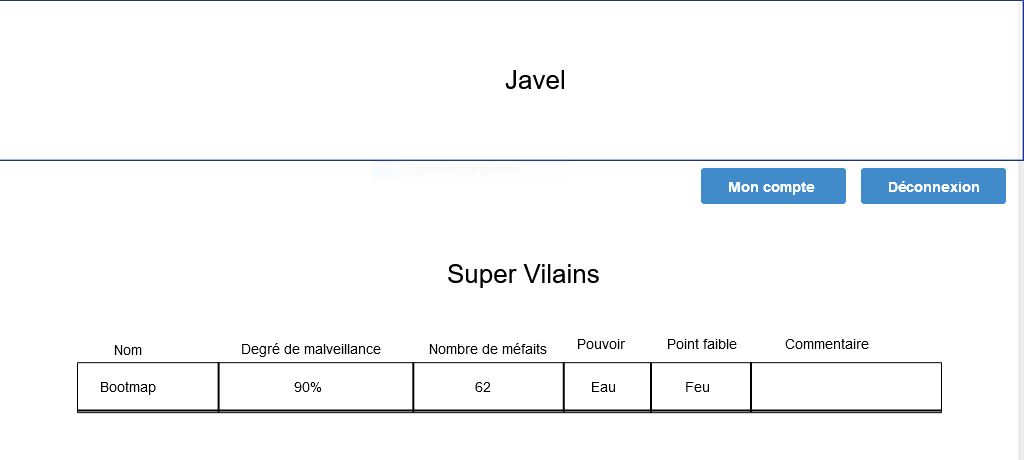 Javel
Capture rectangulaire
Mon compte Déconnexion
Super Vilains
Nom Degré de malveillance Nombre de méfaits Pouvoir Point faible Commentaire
Bootmap 90% 62 Eau Feu